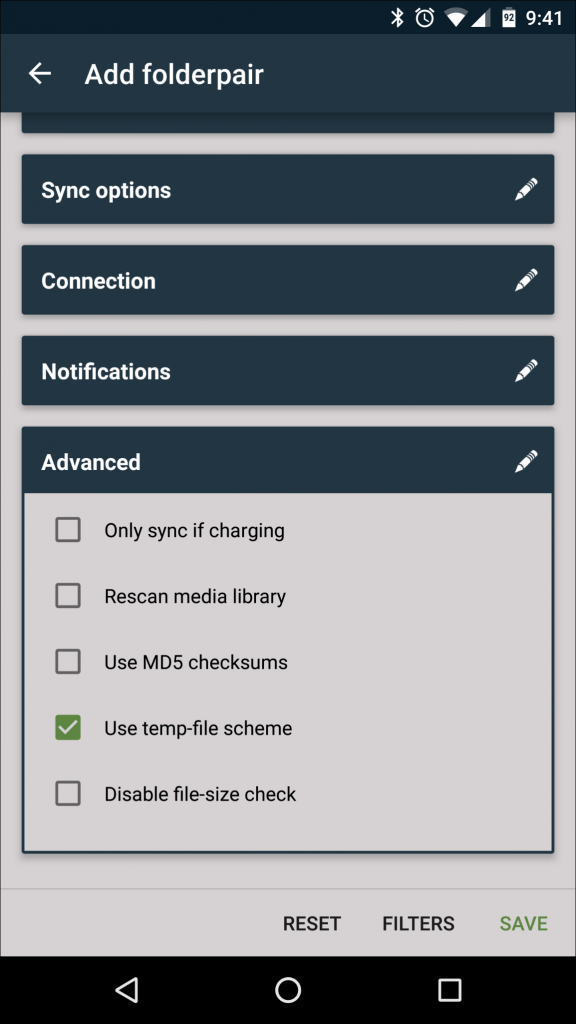 92 9:41
Add folderpair
Sync options
Connection
Notifications
Advanced
Only sync if charging
Rescan media library
Use MD5 checksums
Use temp-file scheme
Disable file-size check
RESET FILTERS SAVE